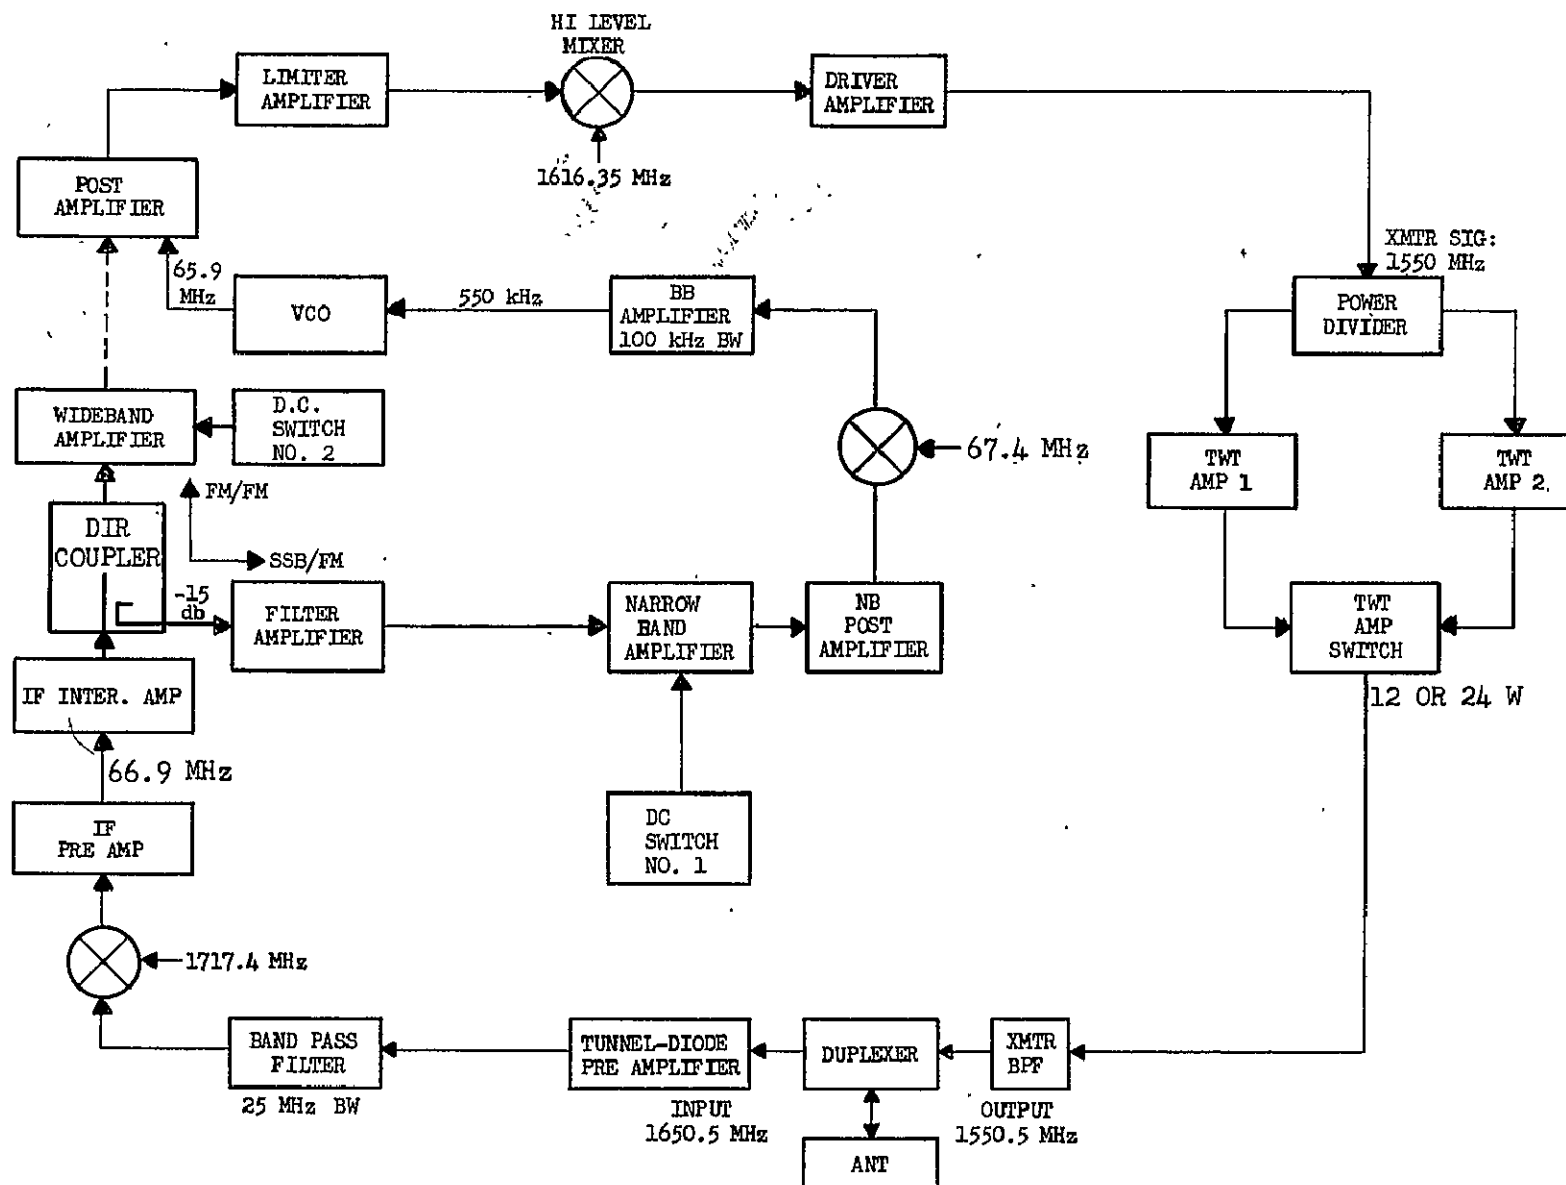 HI LEVEL
MIXER
LIMITER
AMPLIFIER
DRIVER
AMPLIFIER
1616.35 MHz
POST
AMPLIFIER
XMTR SIG:
1550 MHz
65.9
MHz
VCO
550 kHz
BB
AMPLIFIER
100 kHz BW
POWER
DIVIDER
WIDEBAND
AMPLIFIER
D.C.
SWITCH
NO. 2
67.4 MHz
TWT
AMP 1
TWT
AMP 2
FM/FM
SSB/FM
DIR
COUPLER
-15
db
FILTER
AMPLIFIER
NARROW
BAND
AMPLIFIER
NB
POST
AMPLIFIER
TWT
AMP
SWITCH
12 OR 24 W
IF INTER. AMP
66.9 MHz
IF
PRE AMP
DC
SWITCH
NO. 1
1717.4 MHz
BAND PASS
FILTER
25 MHz BW
TUNNEL-DIODE
PRE AMPLIFIER
INPUT
1650.5 MHz
DUPLEXER
XMTR
BPF
OUTPUT
1550.5 MHz
ANT